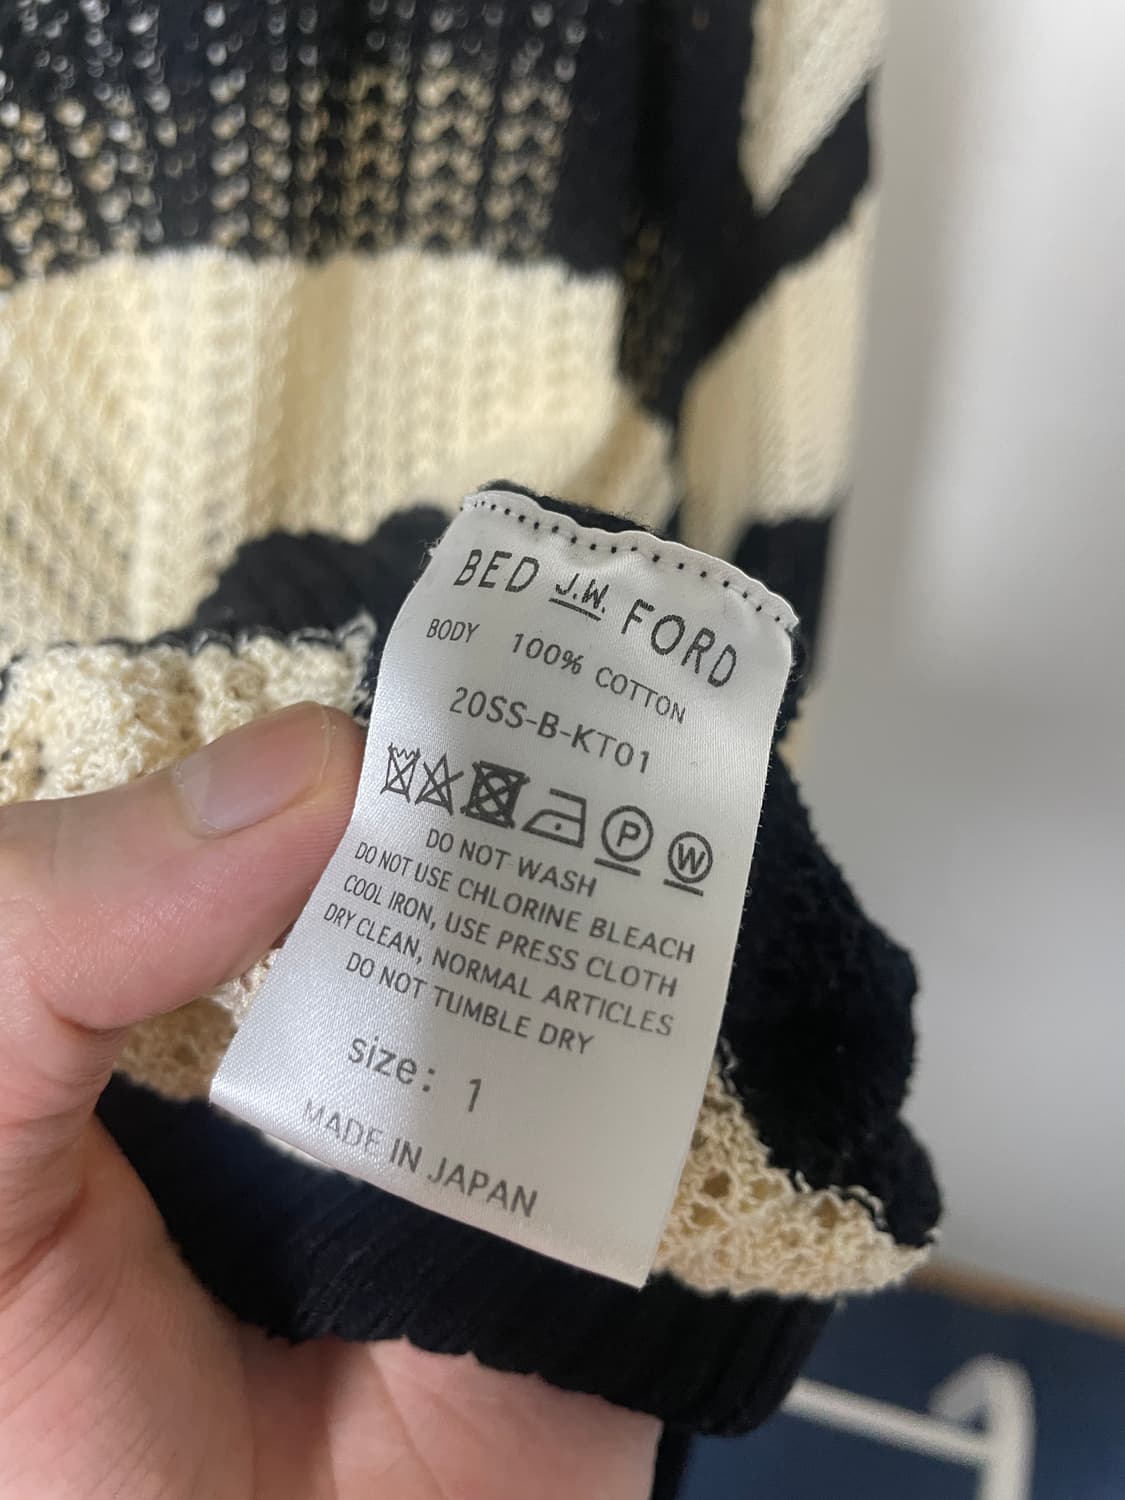 BED J.W. FORD
BODY 100% COTTON
20SS-B-KT01
P W
DO NOT WASH
DO NOT USE CHLORINE BLEACH
COOL IRON, USE PRESS CLOTH
DRY CLEAN, NORMAL ARTICLES
DO NOT TUMBLE DRY
size: 1
MADE IN JAPAN